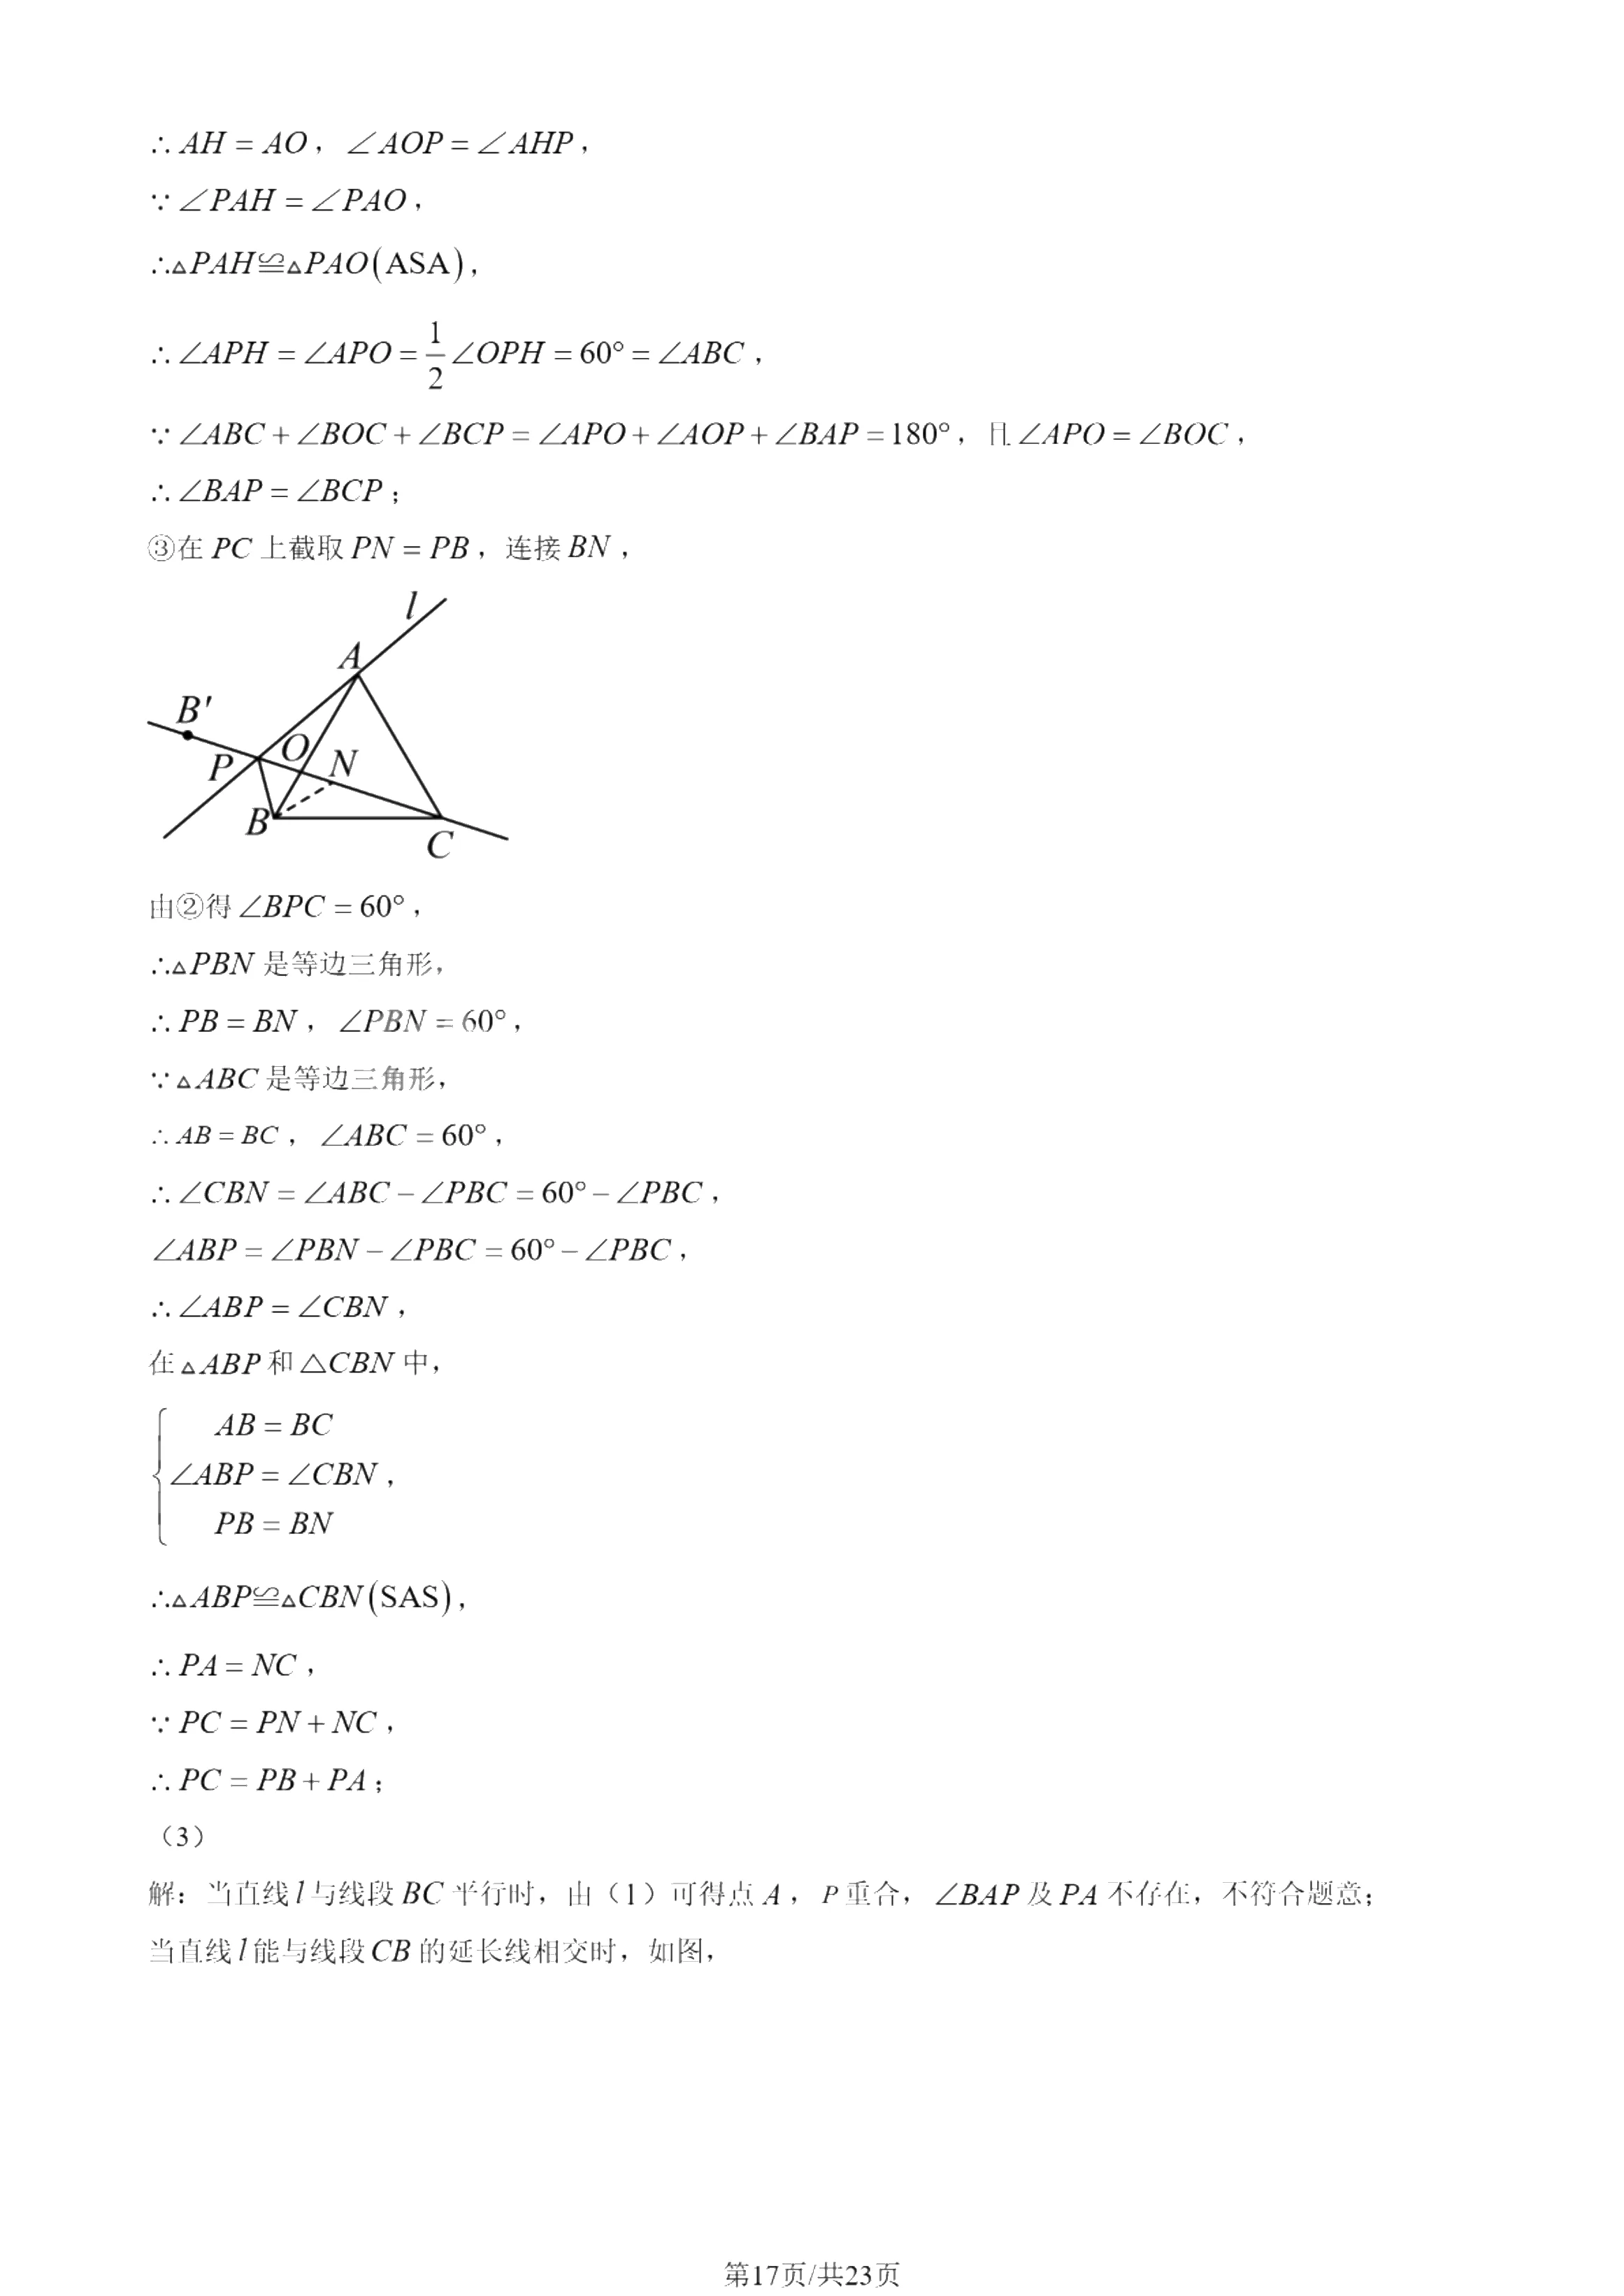 ∴ AH = AO，∠AOP = ∠AHP，
∵ ∠PAH = ∠PAO，
∴△PAH≌△PAO(ASA)，
∴ ∠APH = ∠APO = 1/2 ∠OPH = 60° = ∠ABC，
∵ ∠ABC + ∠BOC + ∠BCP = ∠APO + ∠AOP + ∠BAP = 180°，且∠APO = ∠BOC，
∴ ∠BAP = ∠BCP；
③在 PC 上截取 PN = PB，连接 BN，
l
A
B'
O
N
P
B
C
由②得∠BPC = 60°，
∴△PBN 是等边三角形，
∴ PB = BN，∠PBN = 60°，
∵△ABC 是等边三角形，
∴ AB = BC，∠ABC = 60°，
∴ ∠CBN = ∠ABC − ∠PBC = 60° − ∠PBC，
∠ABP = ∠PBN − ∠PBC = 60° − ∠PBC，
∴ ∠ABP = ∠CBN，
在△ABP 和△CBN 中，
AB = BC
∠ABP = ∠CBN，
PB = BN
∴△ABP≌△CBN(SAS)，
∴ PA = NC，
∵ PC = PN + NC，
∴ PC = PB + PA；
（3）
解：当直线 l 与线段 BC 平行时，由（1）可得点 A，P 重合，∠BAP 及 PA 不存在，不符合题意；
当直线 l 能与线段 CB 的延长线相交时，如图，
第17页/共23页